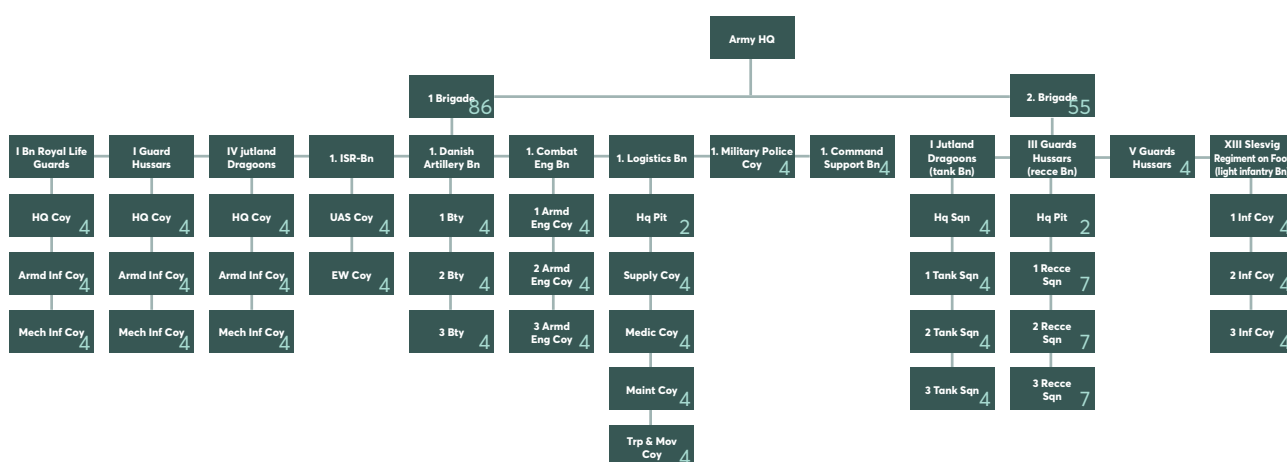 Army HQ
1 Brigade
86
2. Brigade
55
I Bn Royal Life
Guards
I Guard
Hussars
IV jutland
Dragoons
1. ISR-Bn
1. Danish
Artillery Bn
1. Combat
Eng Bn
1. Logistics Bn
1. Military Police
Coy
4
1. Command
Support Bn
4
I Jutland
Dragoons
(tank Bn)
III Guards
Hussars
(recce Bn)
V Guards
Hussars
4
XIII Slesvig
Regiment on Foo
(light infantry Bn
HQ Coy
4
HQ Coy
4
HQ Coy
4
UAS Coy
4
1 Bty
4
1 Armd
Eng Coy
4
Hq Pit
2
Hq Sqn
4
Hq Pit
2
1 Inf Coy
4
Armd Inf Coy
4
Armd Inf Coy
4
Armd Inf Coy
4
EW Coy
4
2 Bty
4
2 Armd
Eng Coy
4
Supply Coy
4
1 Tank Sqn
4
1 Recce
Sqn
7
2 Inf Coy
4
Mech Inf Coy
4
Mech Inf Coy
4
Mech Inf Coy
4
3 Bty
4
3 Armd
Eng Coy
4
Medic Coy
4
2 Tank Sqn
4
2 Recce
Sqn
7
3 Inf Coy
4
Maint Coy
4
3 Tank Sqn
4
3 Recce
Sqn
7
Trp & Mov
Coy
4